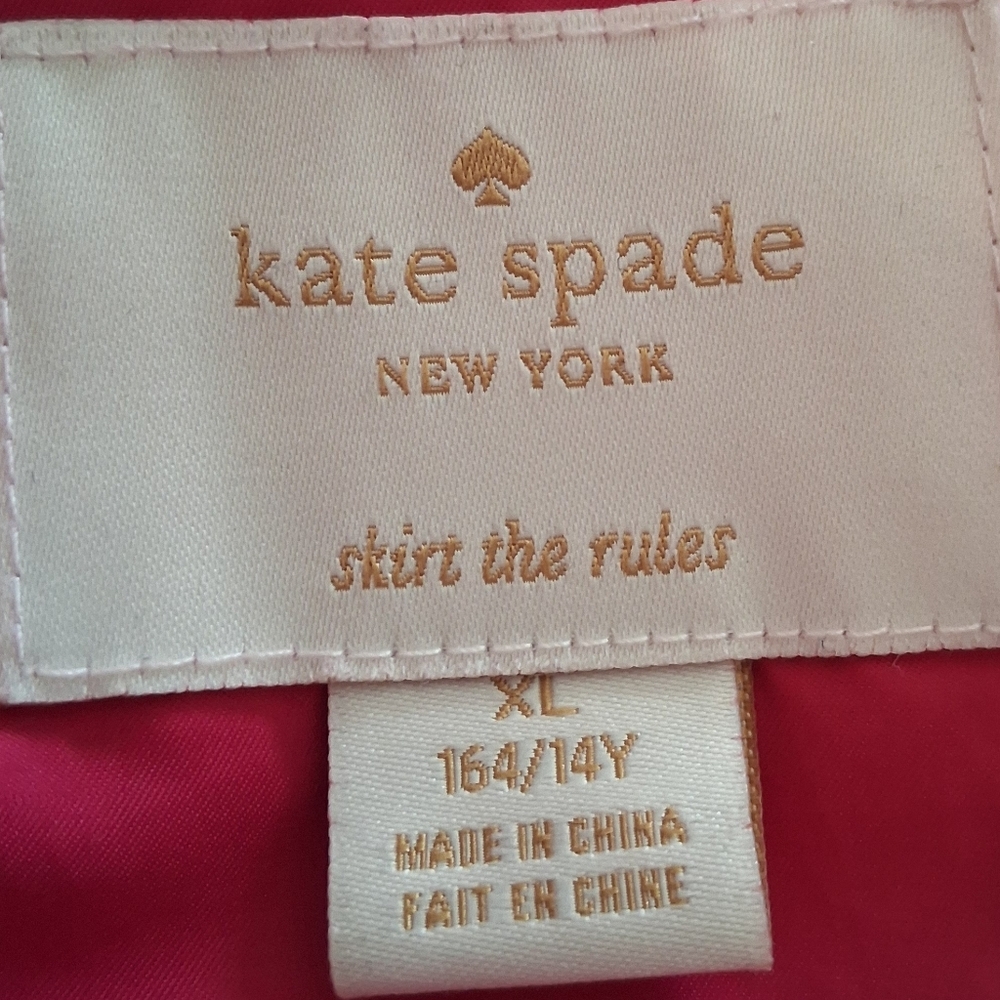 kate spade
NEW YORK
skirt the rules
XL
164/14Y
MADE IN CHINA
FAIT EN CHINE